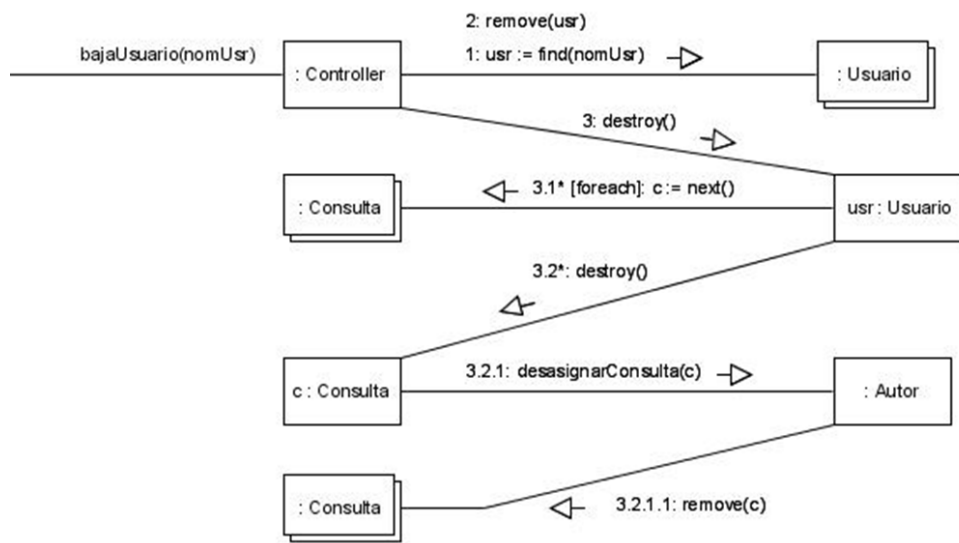 2: remove(usr)
bajaUsuario(nomUsr)
1: usr := find(nomUsr)
: Controller
: Usuario
3: destroy()
3.1* [foreach]: c := next()
: Consulta
usr : Usuario
3.2*: destroy()
3.2.1: desasignarConsulta(c)
c : Consulta
: Autor
: Consulta
3.2.1.1: remove(c)